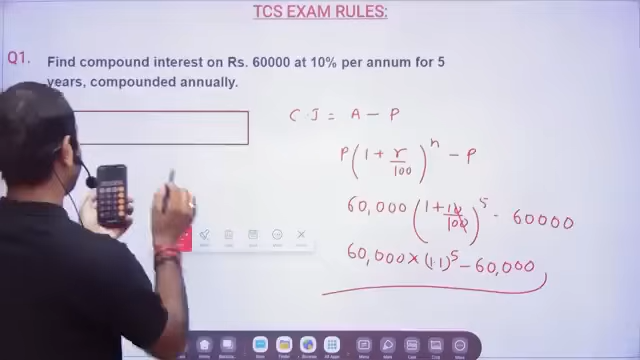 TCS EXAM RULES:
Q1. Find compound interest on Rs. 60000 at 10% per annum for 5
years, compounded annually.
C I = A - P
P(1 + r/100)^n - P
60,000 (1 + 10/100)^5 - 60000
60,000 × (1.1)^5 - 60,000